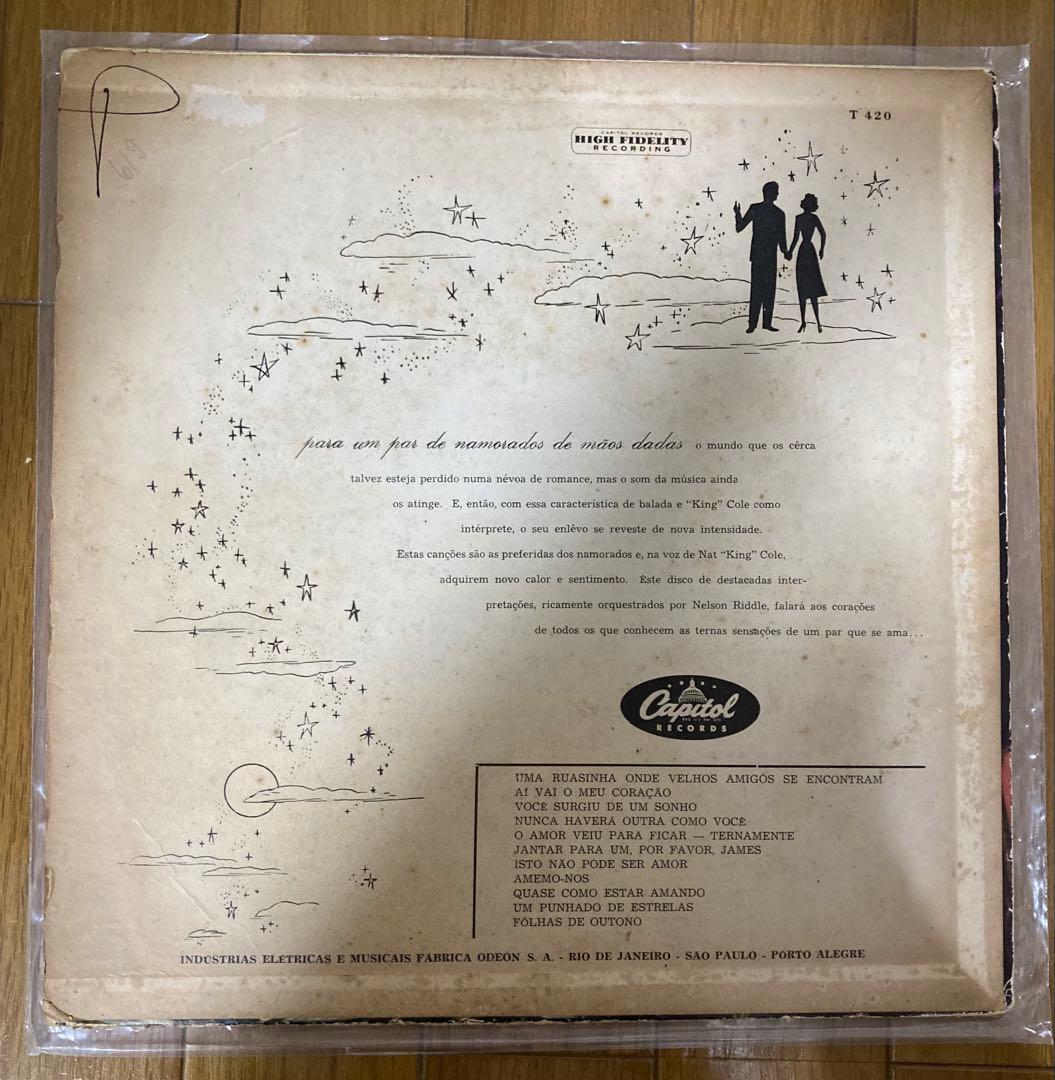 P
69
T 420
CAPITOL RECORDS
HIGH FIDELITY
RECORDING
para um par de namorados de mãos dadas o mundo que os cêrca
talvez esteja perdido numa névoa de romance, mas o som da música ainda
os atinge. E, então, com essa característica de balada e "King" Cole como
intérprete, o seu enlêvo se reveste de nova intensidade.
Estas canções são as preferidas dos namorados e, na voz de Nat "King" Cole,
adquirem novo calor e sentimento. Êste disco de destacadas inter-
pretações, ricamente orquestrados por Nelson Riddle, falará aos corações
de todos os que conhecem as ternas sensações de um par que se ama...
Capitol
RECORDS
UMA RUASINHA ONDE VELHOS AMIGOS SE ENCONTRAM
AÍ VAI O MEU CORAÇÃO
VOCÊ SURGIU DE UM SONHO
NUNCA HAVERÁ OUTRA COMO VOCÊ
O AMOR VEIU PARA FICAR — TERNAMENTE
JANTAR PARA UM, POR FAVOR, JAMES
ISTO NÃO PODE SER AMOR
AMEMO-NOS
QUASE COMO ESTAR AMANDO
UM PUNHADO DE ESTRELAS
FÔLHAS DE OUTONO
INDÚSTRIAS ELÉTRICAS E MUSICAIS FÁBRICA ODEON S. A. - RIO DE JANEIRO - SÃO PAULO - PÔRTO ALEGRE